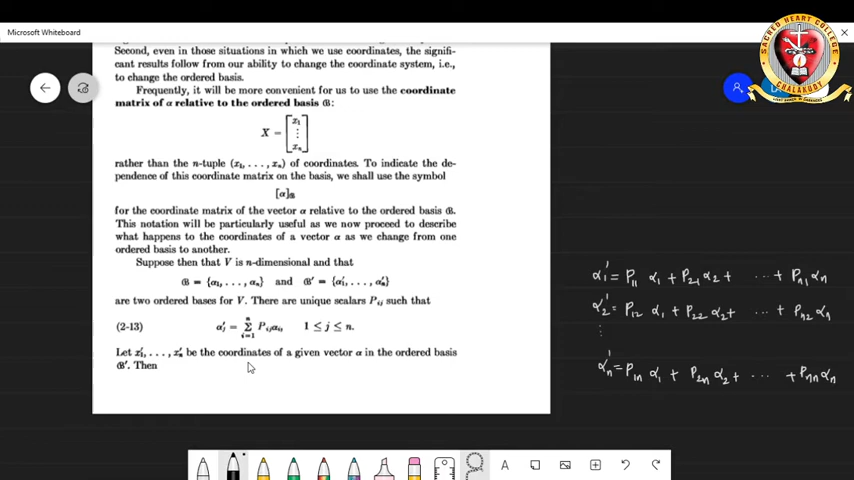 Microsoft Whiteboard
SACRED HEART COLLEGE
CHALAKUDY
Second, even in those situations in which we use coordinates, the signifi-
cant results follow from our ability to change the coordinate system, i.e.,
to change the ordered basis.
Frequently, it will be more convenient for us to use the coordinate
matrix of α relative to the ordered basis ℬ:
X = [x₁ ⋮ xₙ]
rather than the n-tuple (x₁, . . . , xₙ) of coordinates. To indicate the de-
pendence of this coordinate matrix on the basis, we shall use the symbol
[α]ℬ
for the coordinate matrix of the vector α relative to the ordered basis ℬ.
This notation will be particularly useful as we now proceed to describe
what happens to the coordinates of a vector α as we change from one
ordered basis to another.
Suppose then that V is n-dimensional and that
ℬ = {α₁, . . . , αₙ} and ℬ′ = {α′₁, . . . , α′ₙ}
are two ordered bases for V. There are unique scalars Pᵢⱼ such that
(2-13) α′ⱼ = Σⁿᵢ₌₁ Pᵢⱼαᵢ, 1 ≤ j ≤ n.
Let x′₁, . . . , x′ₙ be the coordinates of a given vector α in the ordered basis
ℬ′. Then
α₁′ = P₁₁ α₁ + P₂₁ α₂ + ... + Pₙ₁ αₙ
α₂′ = P₁₂ α₁ + P₂₂ α₂ + ... + Pₙ₂ αₙ
⋮
αₙ′ = P₁ₙ α₁ + P₂ₙ α₂ + ... + Pₙₙ αₙ
A